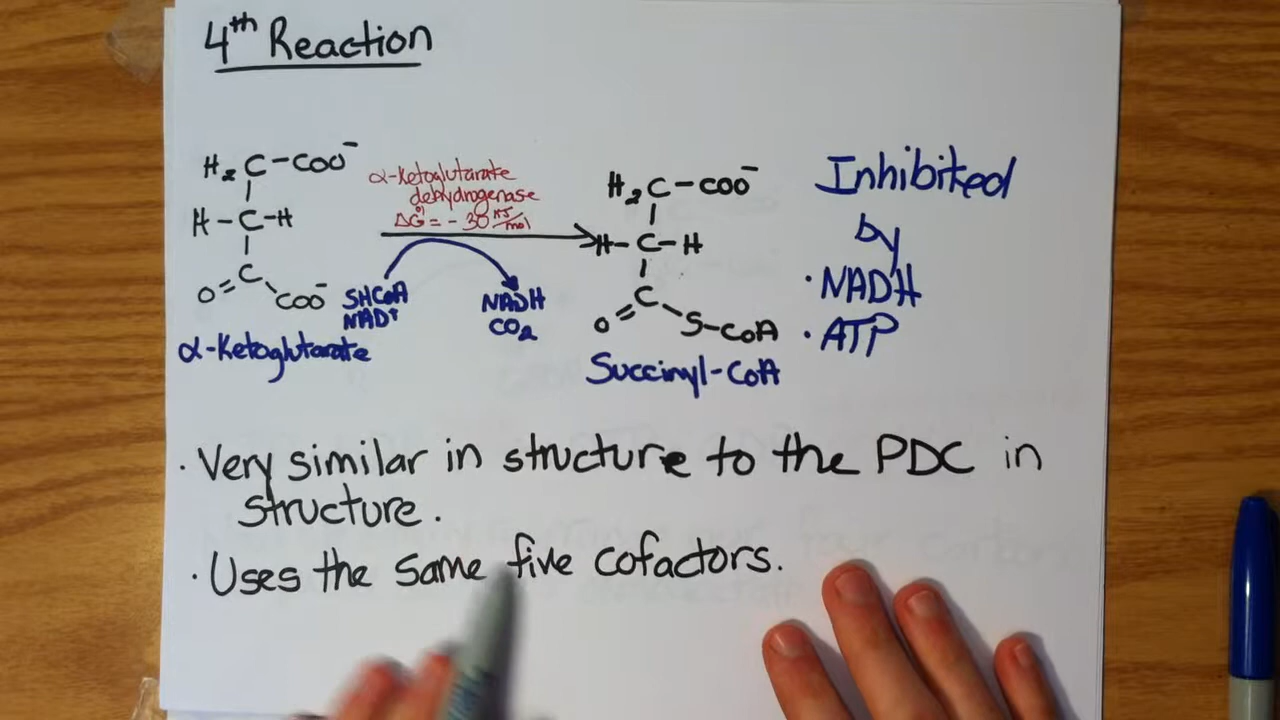 4th Reaction
H2C-COO-
H-C-H
C
O= COO-
α-Ketoglutarate
α-Ketoglutarate
dehydrogenase
ΔG°' = -30 KJ/mol
SHCoA
NAD+
NADH
CO2
H2C-COO-
H-C-H
C
O= S-CoA
Succinyl-CoA
Inhibited
by
· NADH
· ATP
· Very similar in structure to the PDC in
structure.
· Uses the same five cofactors.